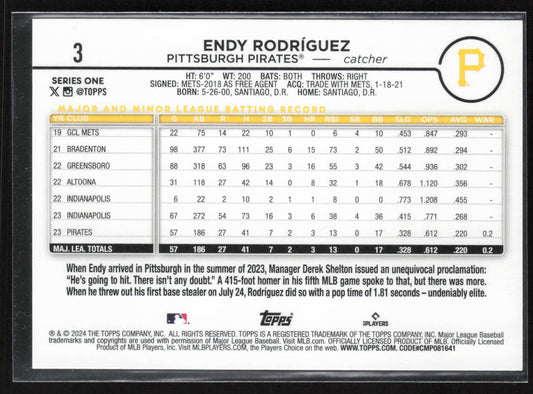 3
ENDY RODRÍGUEZ
PITTSBURGH PIRATES® — catcher
P
SERIES ONE
X @TOPPS
HT: 6'0" WT: 200 BATS: BOTH THROWS: RIGHT
SIGNED: METS-2018 AS FREE AGENT ACQ: TRADE WITH METS, 1-18-21
BORN: 5-26-00, SANTIAGO, D.R. HOME: SANTIAGO, D.R.
MAJOR AND MINOR LEAGUE BATTING RECORD
YR CLUB G AB R H 2B 3B HR RBI SB BB SLG OPS AVG WAR
19 GCL METS 22 75 14 22 10 1 0 6 4 10 .453 .847 .293 -
21 BRADENTON 98 377 73 111 25 6 15 73 2 50 .512 .892 .294 -
22 GREENSBORO 88 318 63 96 23 3 16 55 3 42 .544 .936 .302 -
22 ALTOONA 31 118 27 42 14 0 8 32 1 18 .678 1.120 .356 -
22 INDIANAPOLIS 6 22 2 10 2 1 1 8 0 0 .773 1.208 .455 -
23 INDIANAPOLIS 67 272 54 73 16 3 6 38 4 36 .415 .771 .268 -
23 PIRATES 57 186 27 41 7 2 3 13 0 17 .328 .612 .220 0.2
MAJ. LEA. TOTALS 57 186 27 41 7 2 3 13 0 17 .328 .612 .220 0.2
When Endy arrived in Pittsburgh in the summer of 2023, Manager Derek Shelton issued an unequivocal proclamation:
"He's going to hit. There isn't any doubt." A 415-foot homer in his fifth MLB game spoke to that, but there was more.
When he threw out his first base stealer on July 24, Rodríguez did so with a pop time of 1.81 seconds – undeniably elite.
Topps
PLAYERS
® & © 2024 THE TOPPS COMPANY, INC. ALL RIGHTS RESERVED. TOPPS IS A REGISTERED TRADEMARK OF THE TOPPS COMPANY, INC. Major League Baseball
trademarks and copyrights are used with permission of Major League Baseball. Visit MLB.com. OFFICIALLY LICENSED PRODUCT OF MLB PLAYERS, INC. Officially Licensed
Product of MLB Players, Inc. Visit MLBPLAYERS.com, the Players Choice on the web. WWW.TOPPS.COM. CODE#CMP081641